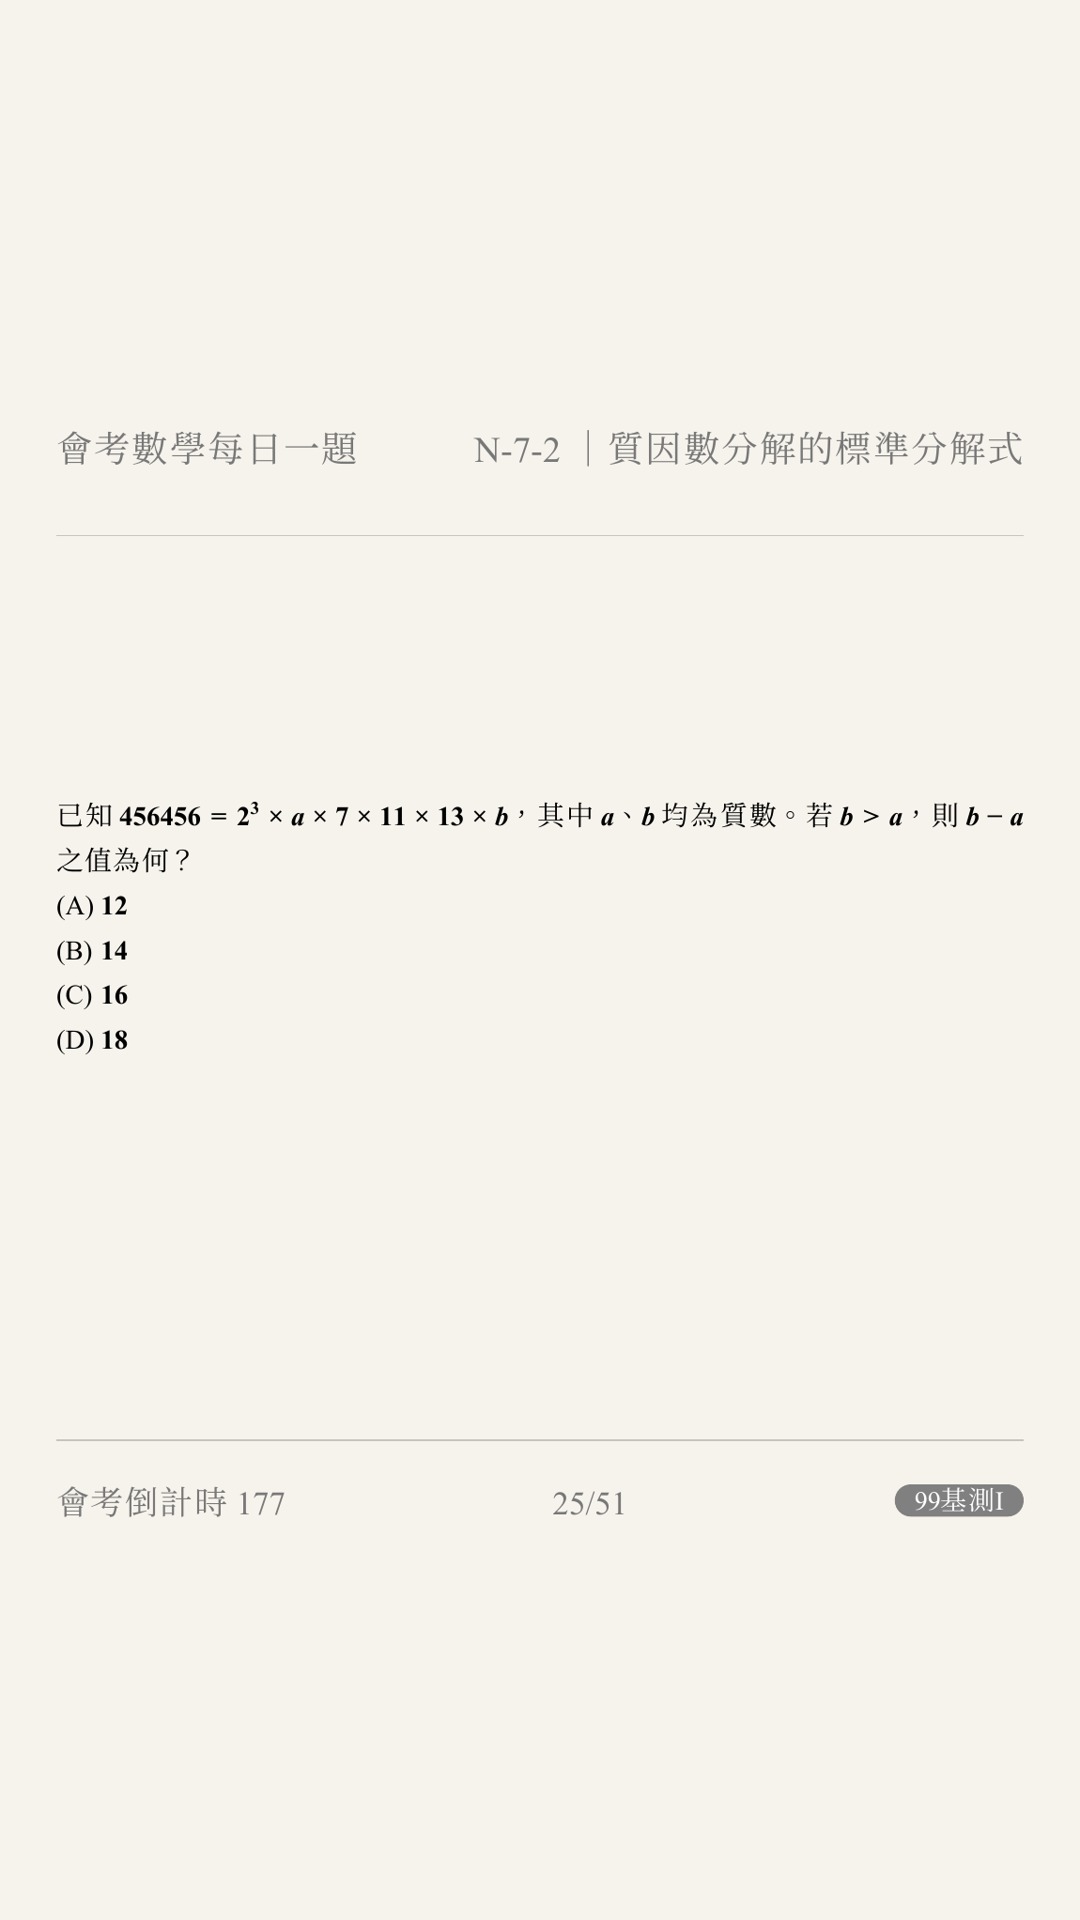 會考數學每日一題
N-7-2｜質因數分解的標準分解式
已知 456456 = 2³ × a × 7 × 11 × 13 × b，其中 a、b 均為質數。若 b > a，則 b − a
之值為何？
(A) 12
(B) 14
(C) 16
(D) 18
會考倒計時 177
25/51
99基測I